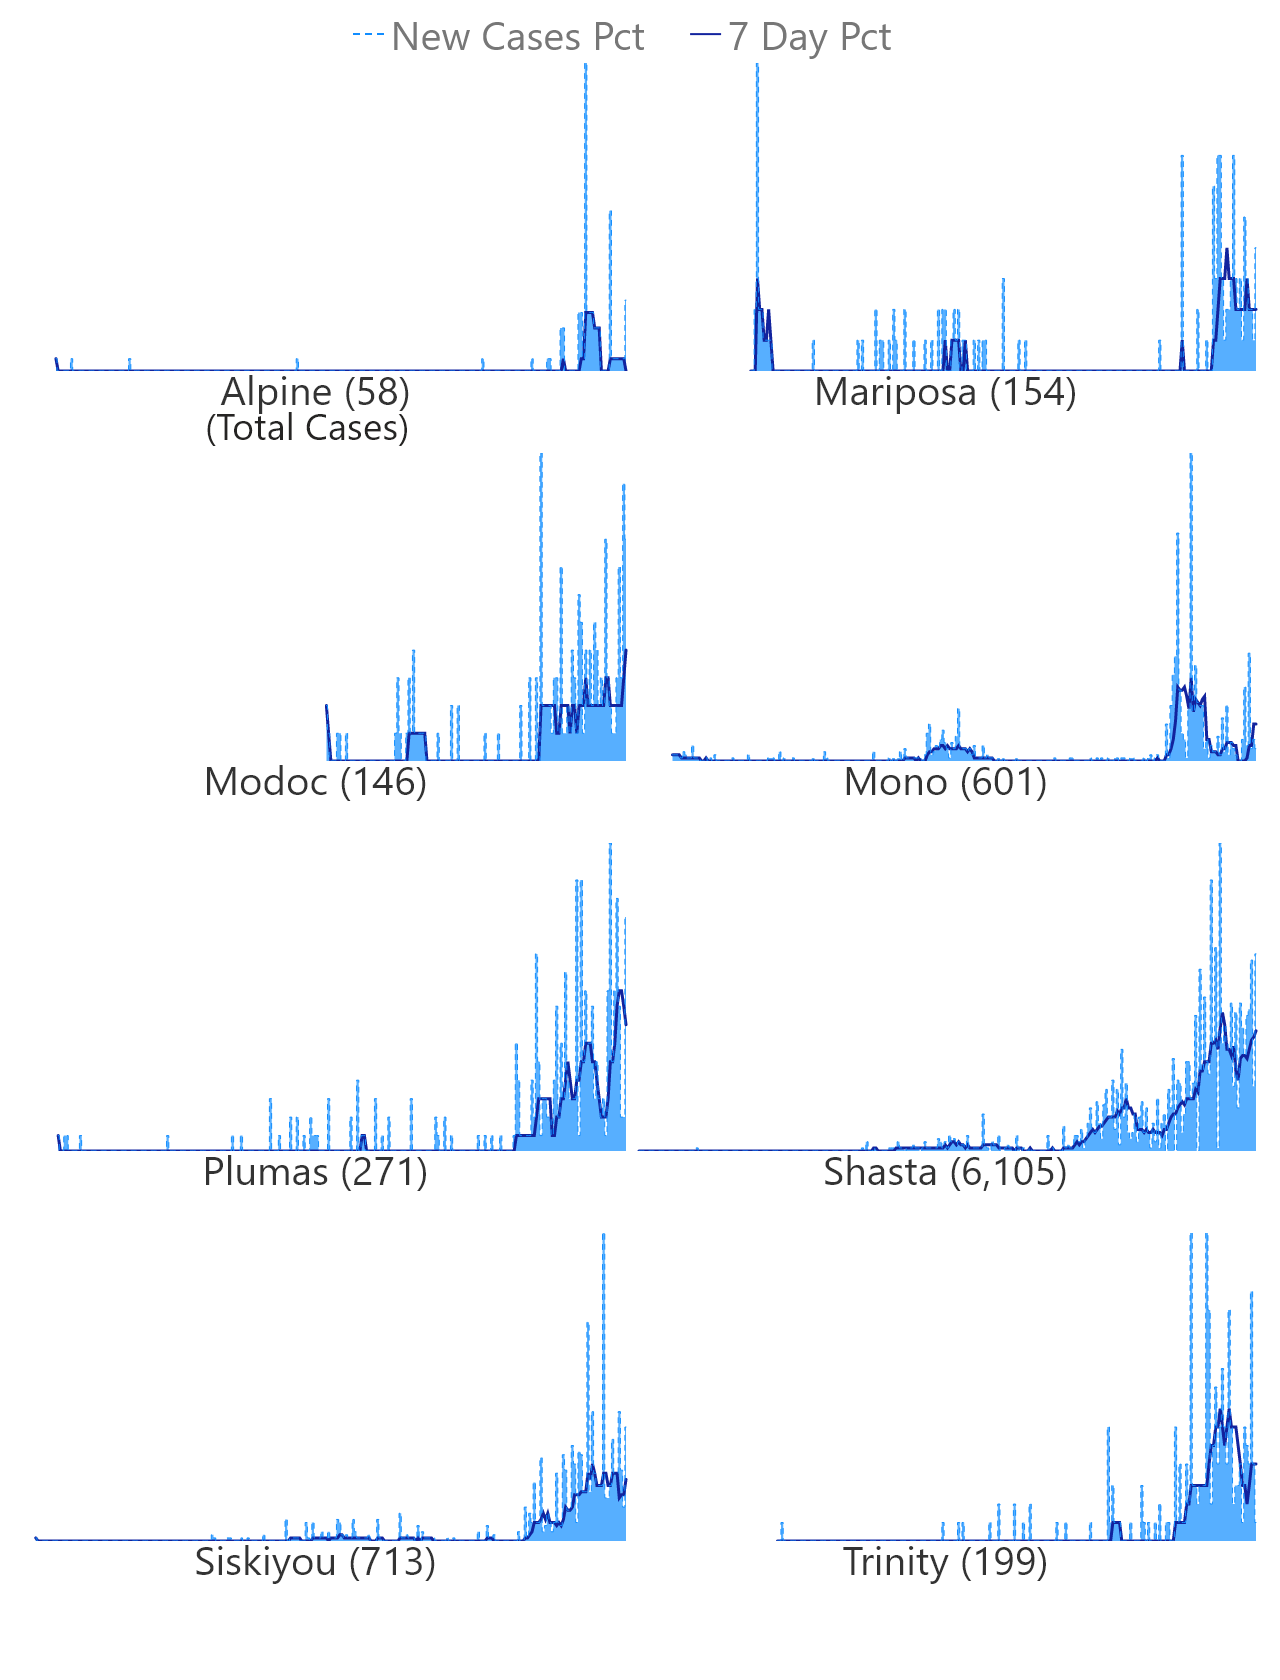 New Cases Pct 7 Day Pct
Alpine (58) Mariposa (154)
(Total Cases)
Modoc (146) Mono (601)
Plumas (271) Shasta (6,105)
Siskiyou (713) Trinity (199)